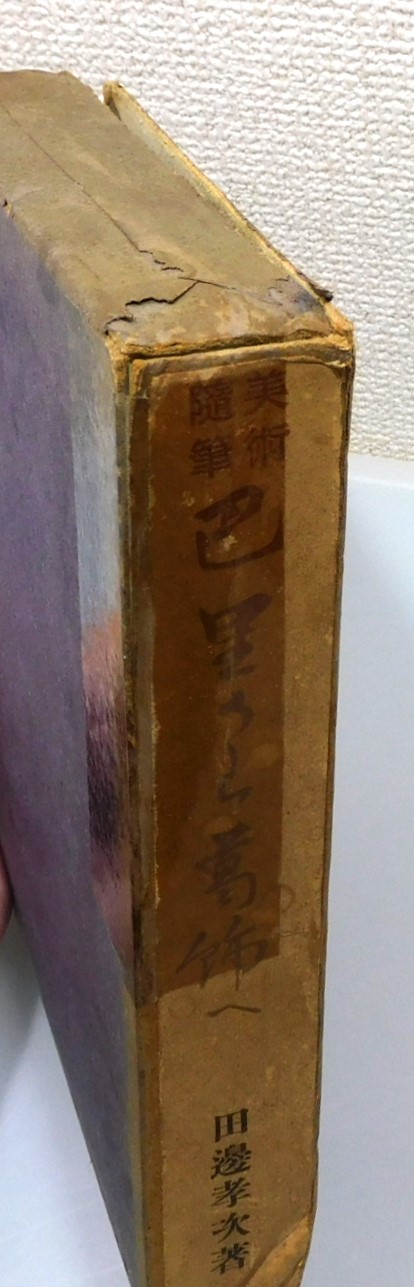 美術
隨筆
巴里から葛飾へ
田邊孝次著